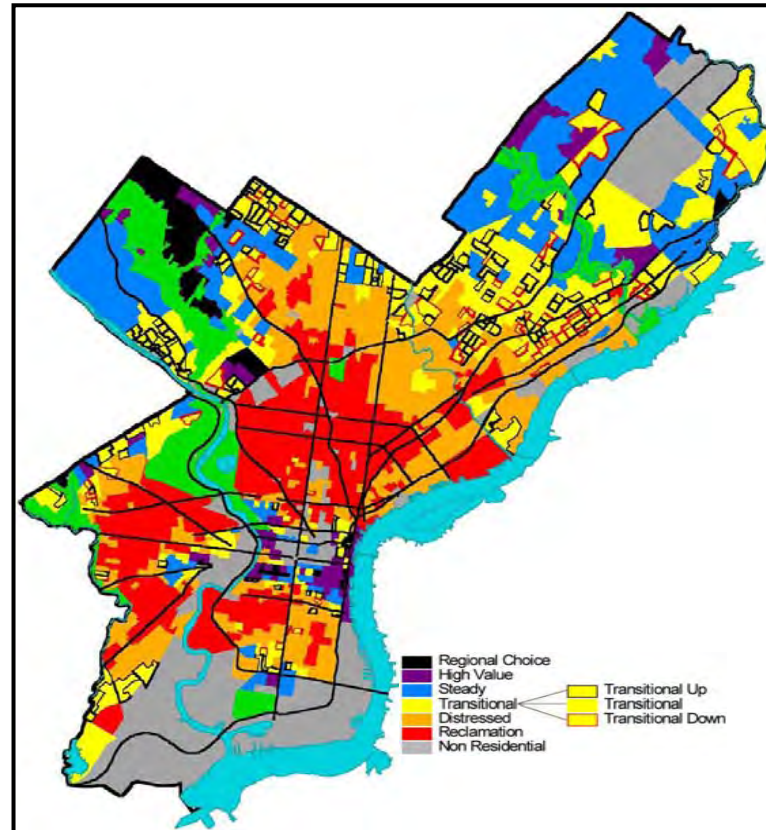 Regional Choice
High Value
Steady
Transitional
Distressed
Reclamation
Non Residential
Transitional Up
Transitional
Transitional Down